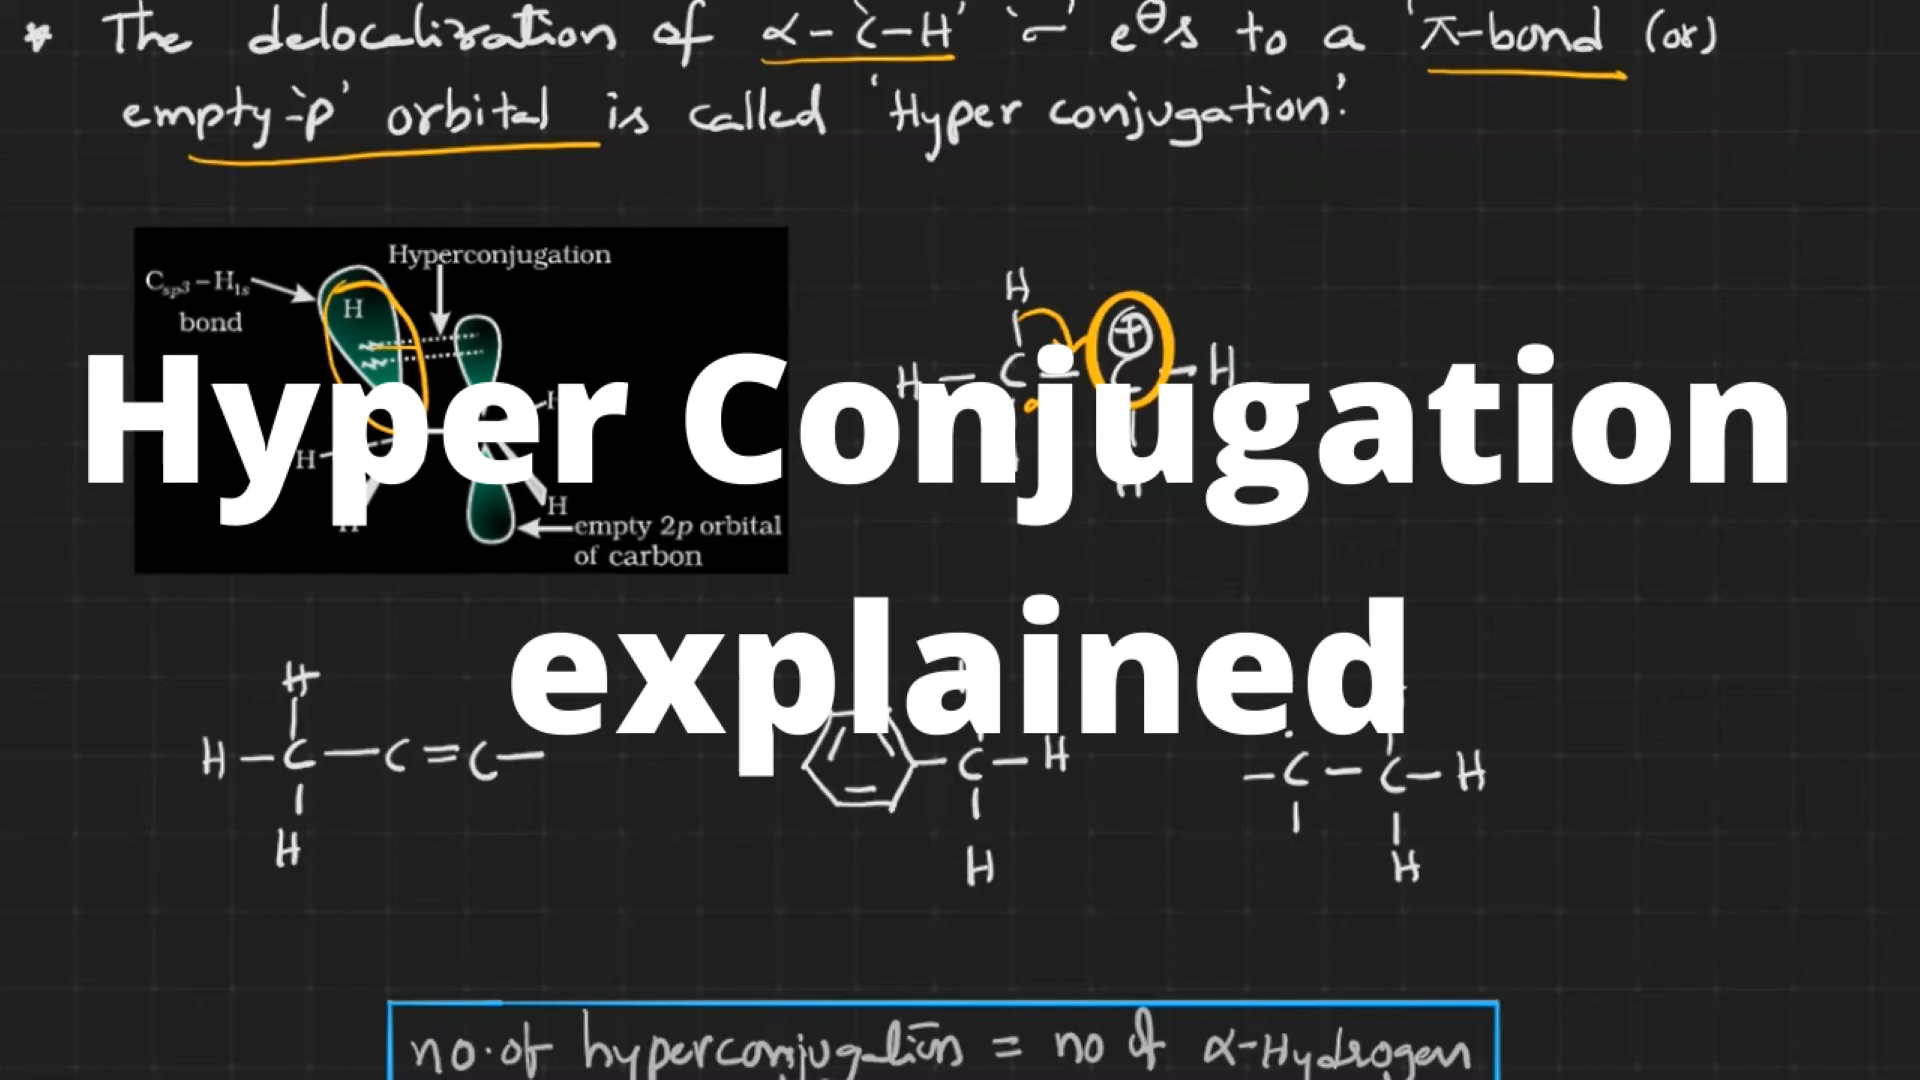 * The delocalization of α-'C-H' '-' e⊖s to a 'π-bond (or)
empty-'p' orbital is called 'Hyper conjugation'.
Hyperconjugation
Csp3–H1s
bond
H
H
H
H
H
empty 2p orbital
of carbon
H
H – C – C – H
⊕
H
Hyper Conjugation
explained
H
H – C – C = C –
H
– C – H
H
– C – C – H
H
no. of hyperconjugation = no of α-Hydrogen